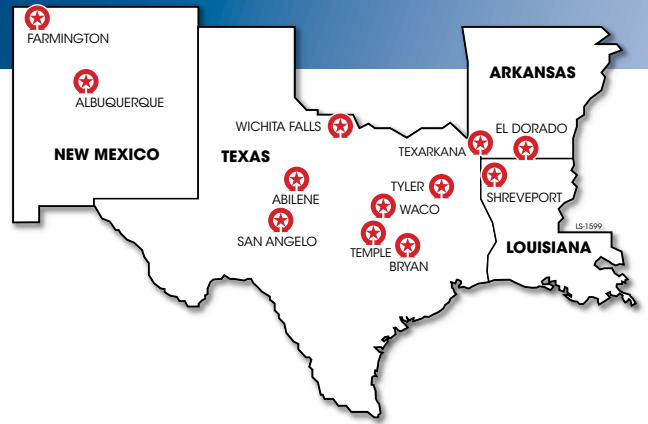 FARMINGTON
ALBUQUERQUE
NEW MEXICO
WICHITA FALLS
TEXAS
ABILENE
SAN ANGELO
TYLER
WACO
TEMPLE
BRYAN
ARKANSAS
TEXARKANA
EL DORADO
SHREVEPORT
LS-1599
LOUISIANA